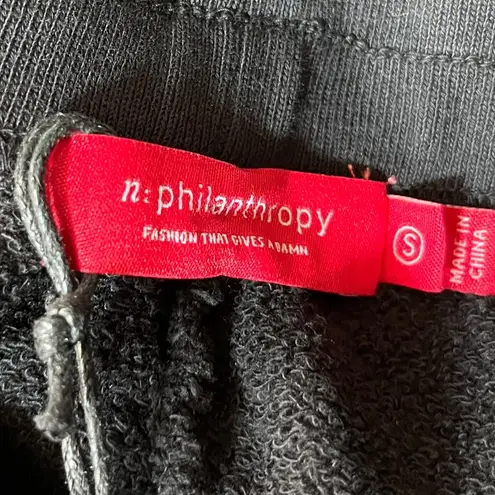 n:philanthropy
FASHION THAT GIVES A DAMN
S
MADE IN
CHINA